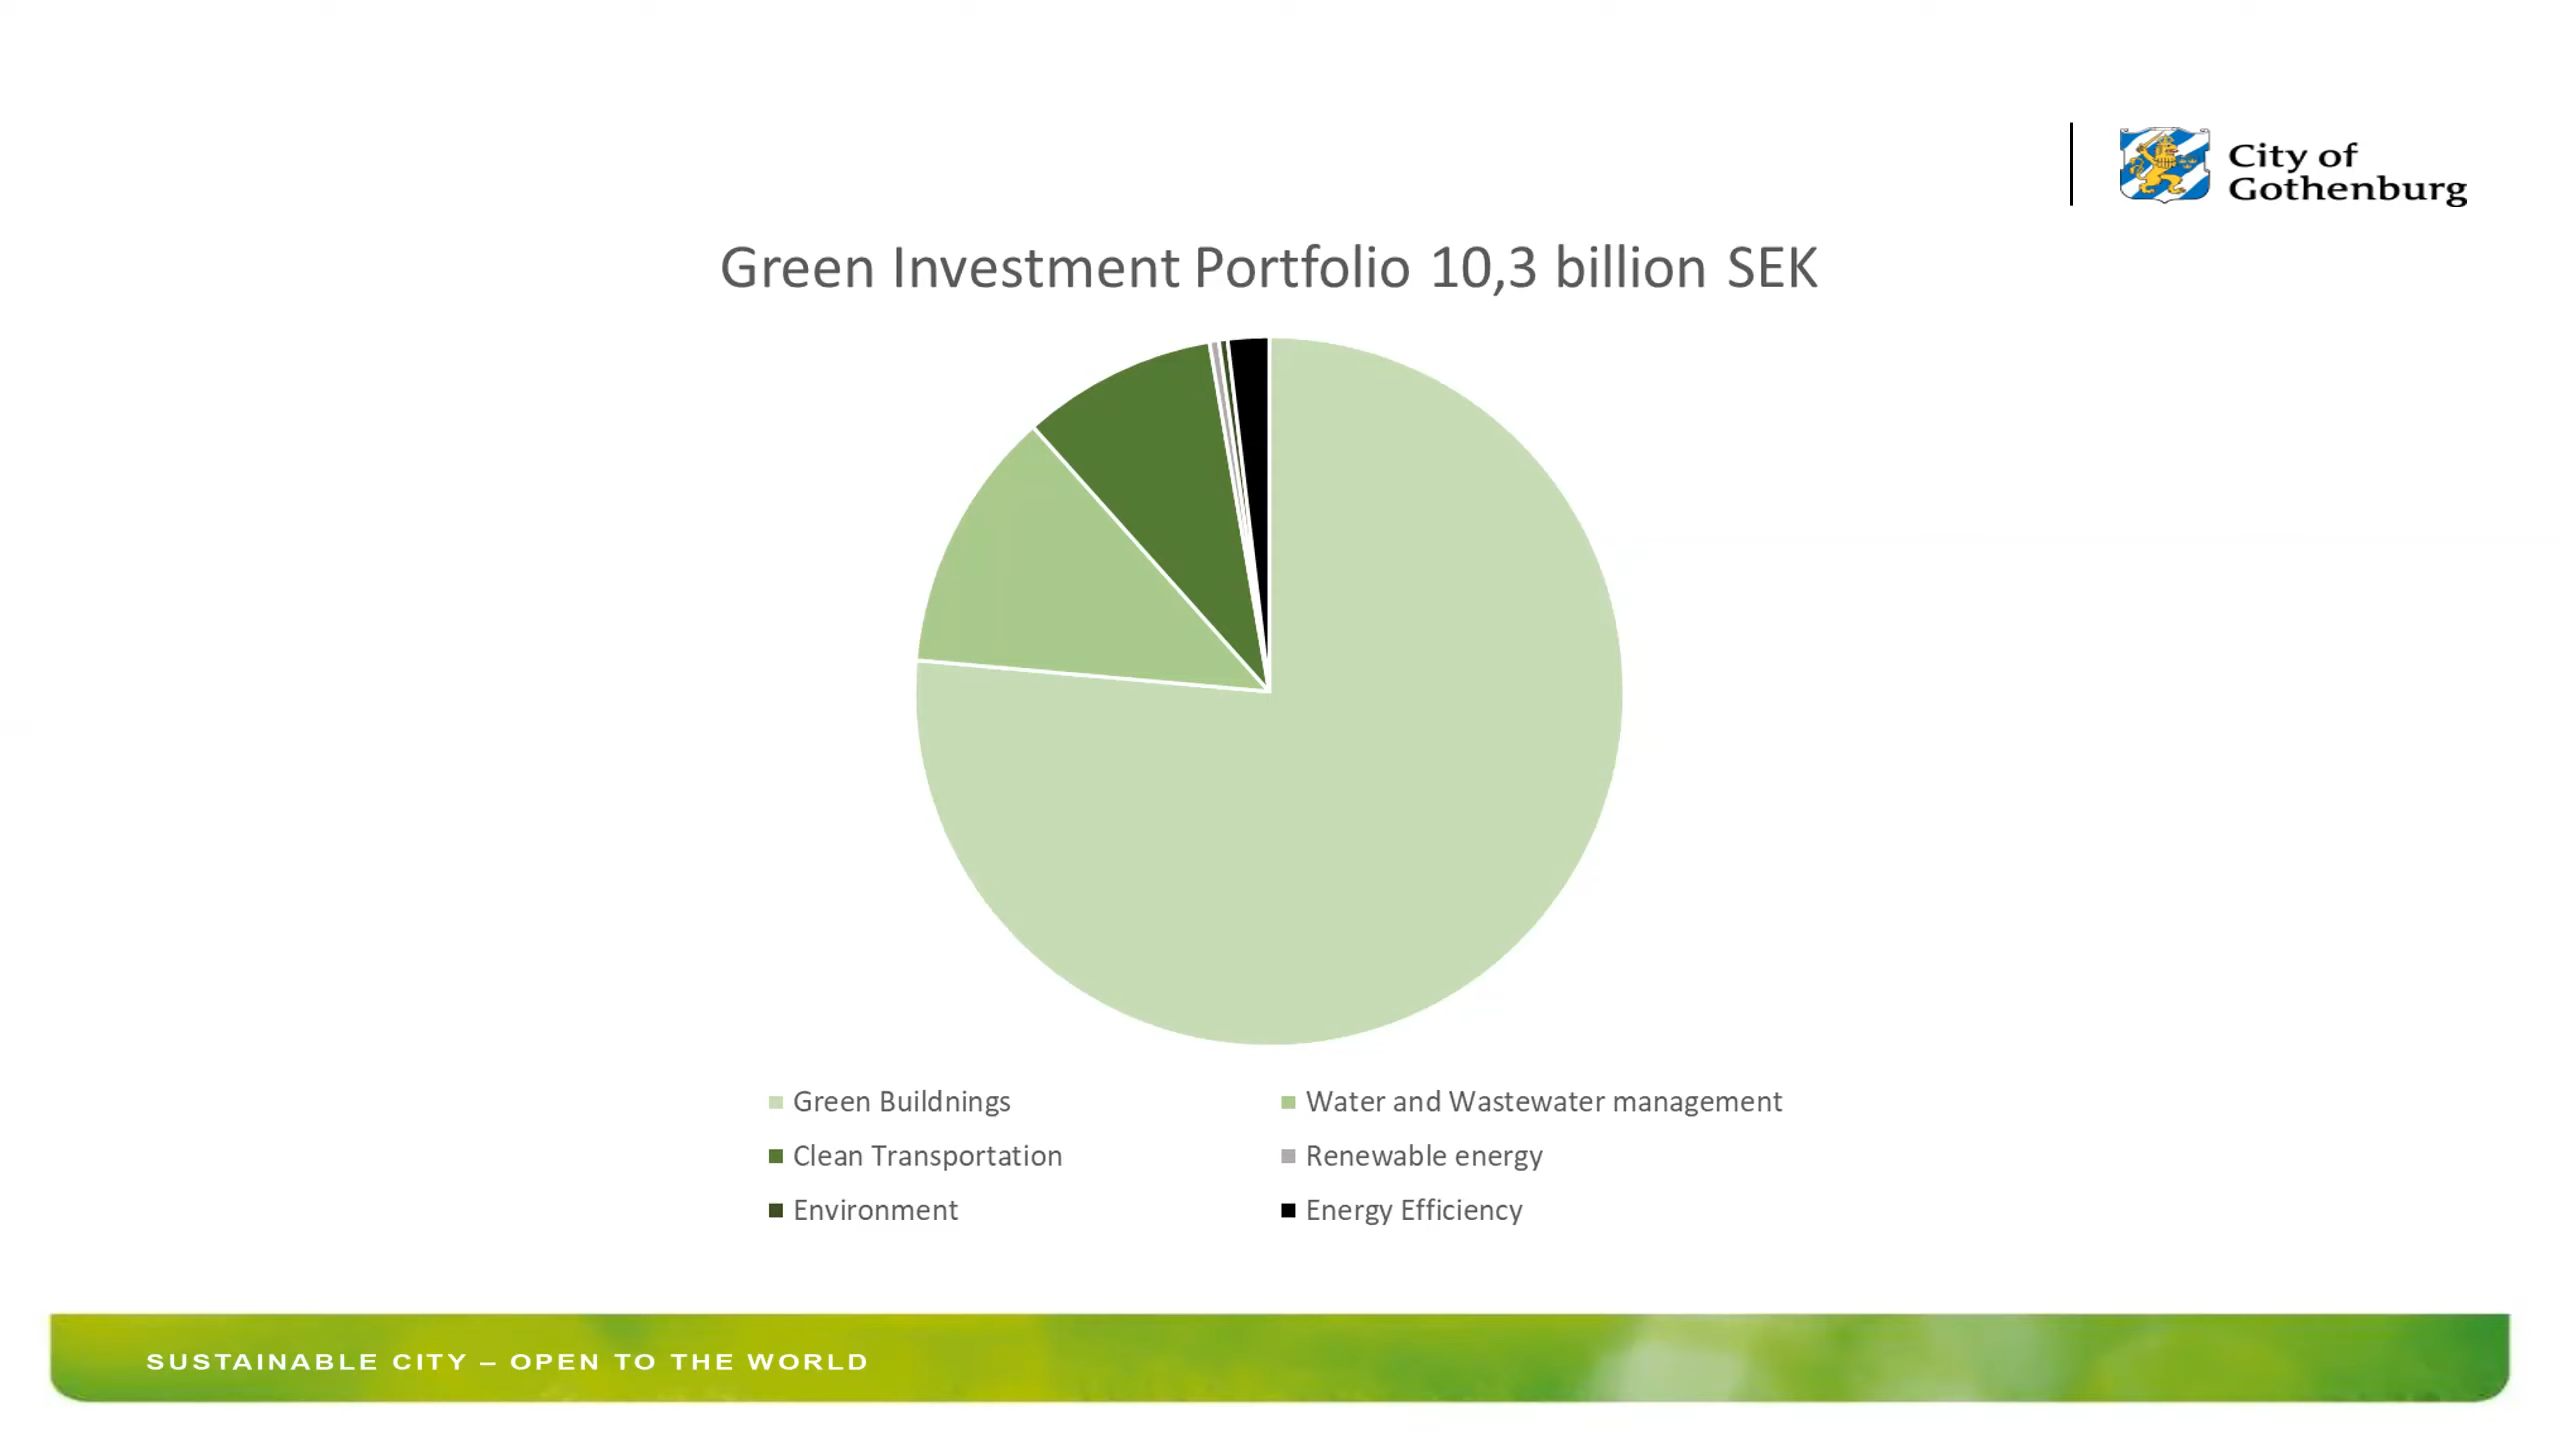 City of
Gothenburg
Green Investment Portfolio 10,3 billion SEK
Green Buildnings
Water and Wastewater management
Clean Transportation
Renewable energy
Environment
Energy Efficiency
SUSTAINABLE CITY – OPEN TO THE WORLD